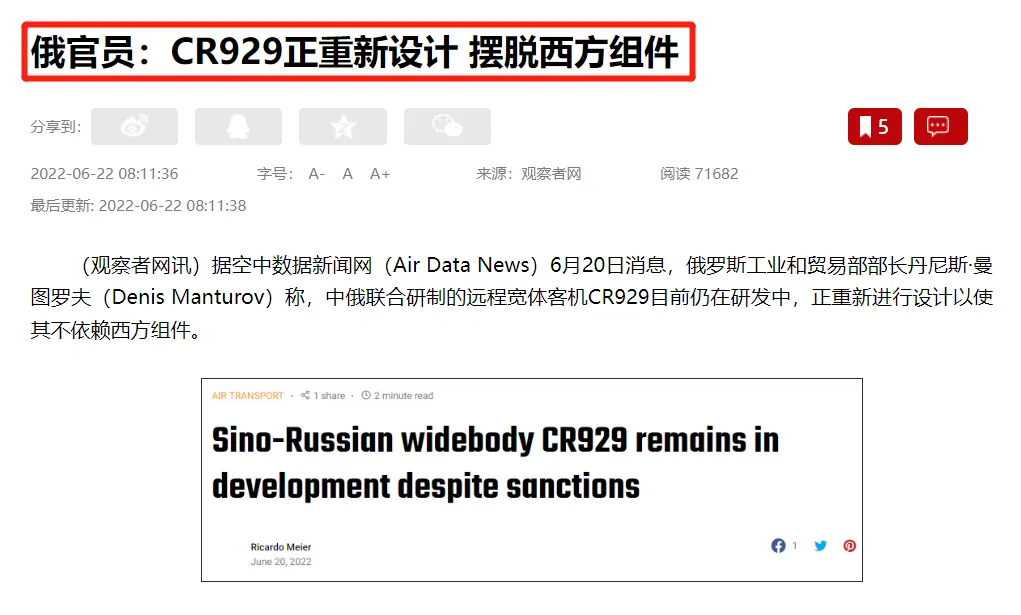 俄官员：CR929正重新设计 摆脱西方组件
分享到：
5
2022-06-22 08:11:36 字号： A- A A+ 来源：观察者网 阅读 71682
最后更新: 2022-06-22 08:11:38
（观察者网讯）据空中数据新闻网（Air Data News）6月20日消息，俄罗斯工业和贸易部部长丹尼斯·曼
图罗夫（Denis Manturov）称，中俄联合研制的远程宽体客机CR929目前仍在研发中，正重新进行设计以使
其不依赖西方组件。
AIR TRANSPORT · 1 share · 2 minute read
Sino-Russian widebody CR929 remains in
development despite sanctions
Ricardo Meier
1
June 20, 2022